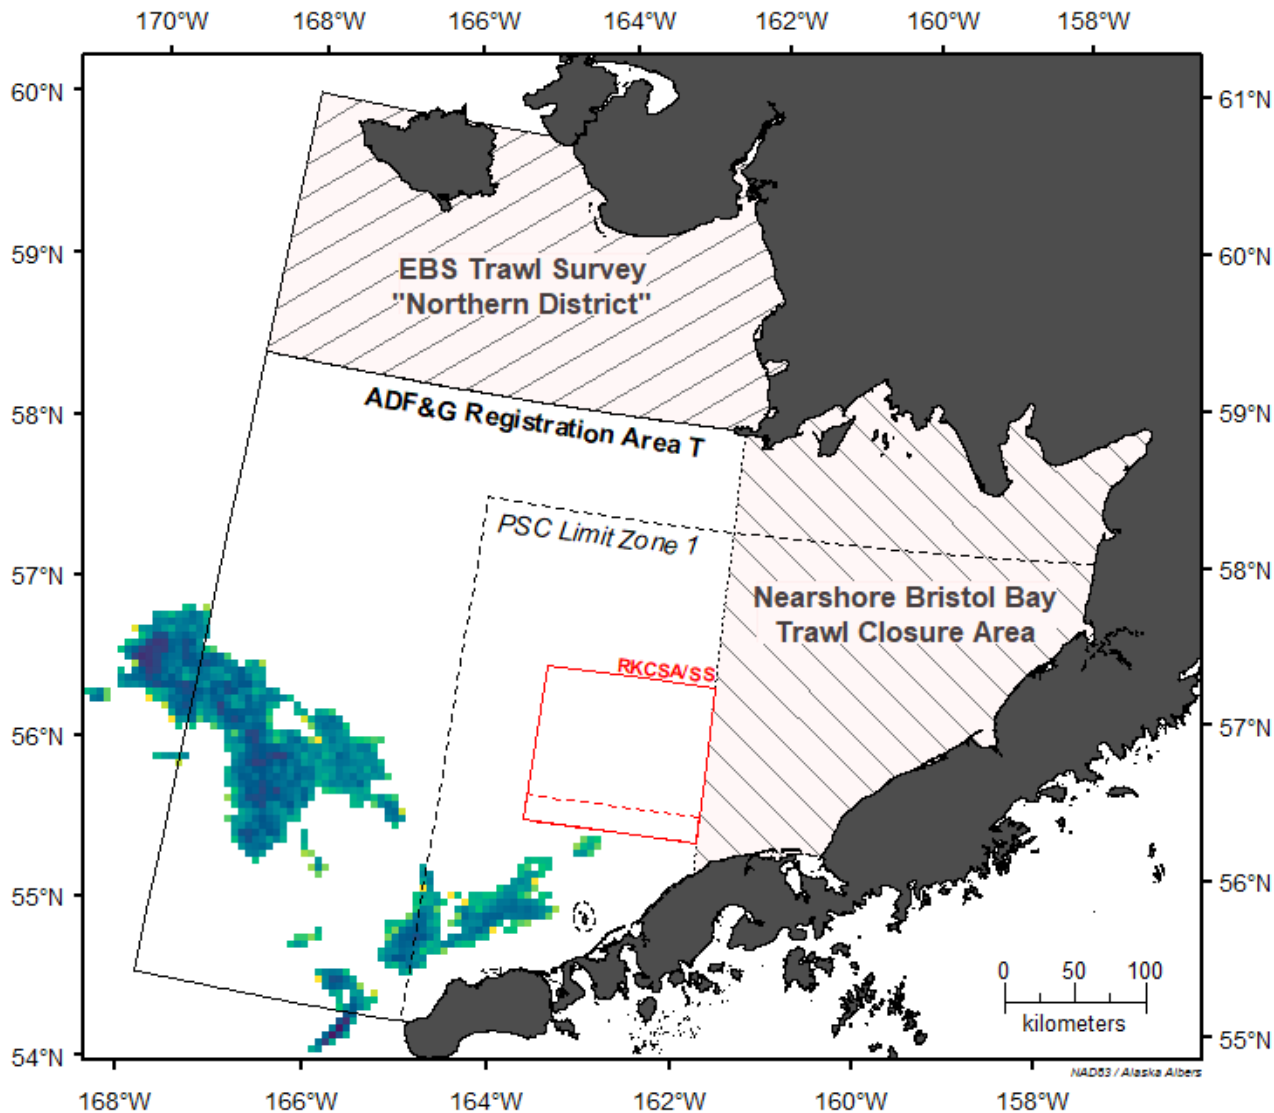 170°W 168°W 166°W 164°W 162°W 160°W 158°W
60°N
61°N
59°N
60°N
EBS Trawl Survey
"Northern District"
58°N
59°N
ADF&G Registration Area T
PSC Limit Zone 1
57°N
58°N
Nearshore Bristol Bay
Trawl Closure Area
RKCSA/SS
56°N
57°N
55°N
56°N
0 50 100
kilometers
54°N
55°N
NAD83 / Alaska Albers
168°W 166°W 164°W 162°W 160°W 158°W